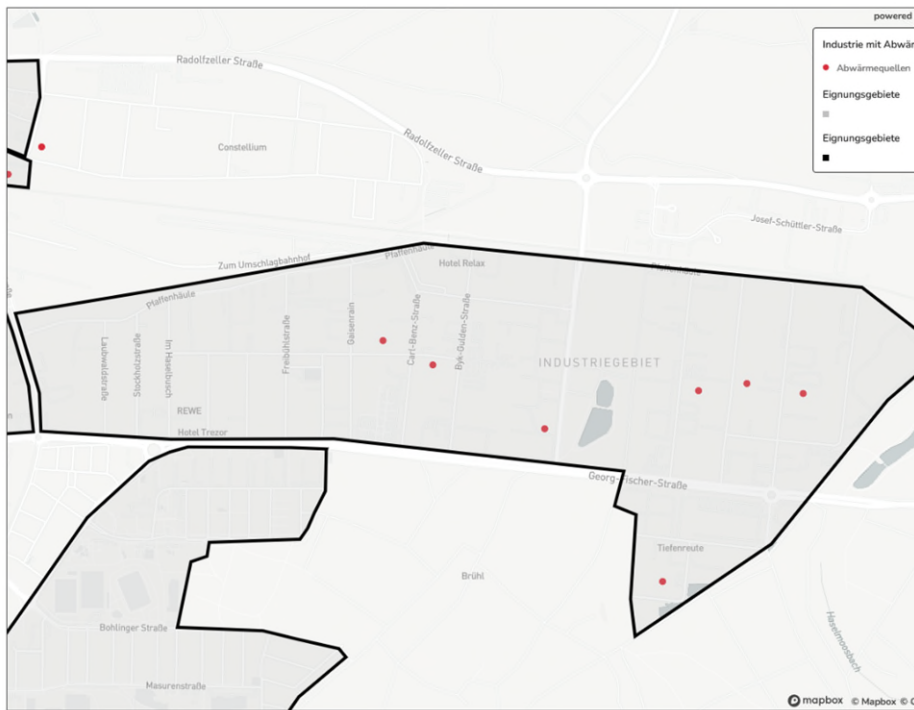 powered
Industrie mit Abwär
Abwärmequellen
Eignungsgebiete
Eignungsgebiete
Radolfzeller Straße
Constellium
Radolfzeller Straße
Josef-Schüttler-Straße
Zum Umschlagbahnhof
Pfaffenhäule
Hotel Relax
Pfaffenhäule
Pfaffenhäule
Laubwaldstraße
Stockholzstraße
Im Haselbusch
Freibühlstraße
Gaisenrain
Carl-Benz-Straße
Byk-Gulden-Straße
INDUSTRIEGEBIET
REWE
Hotel Trezor
Georg-Fischer-Straße
Tiefenreute
Brühl
Bohlinger Straße
Haselmoosbach
Masurenstraße
mapbox © Mapbox ©